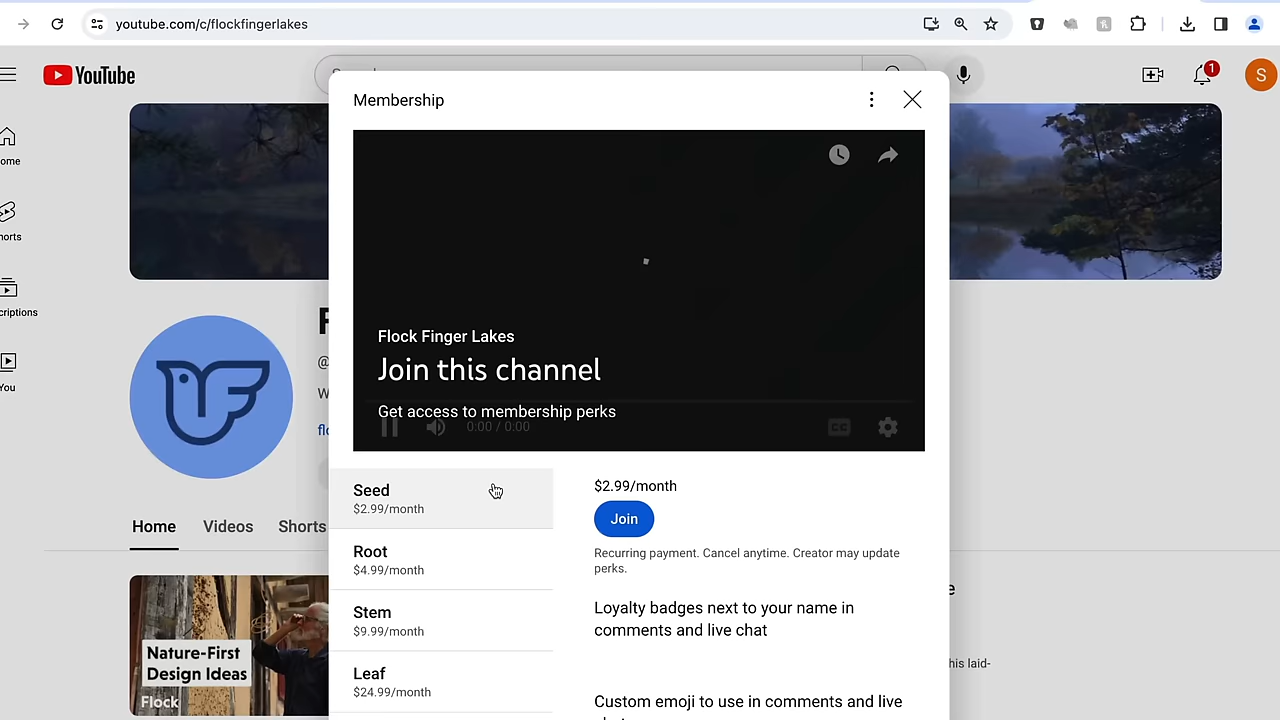 youtube.com/c/flockfingerlakes
YouTube
1
S
Membership
Flock Finger Lakes
Join this channel
Get access to membership perks
0:00 / 0:00
CC
Seed
$2.99/month
Root
$4.99/month
Stem
$9.99/month
Leaf
$24.99/month
$2.99/month
Join
Recurring payment. Cancel anytime. Creator may update
perks.
Loyalty badges next to your name in
comments and live chat
Custom emoji to use in comments and live
ome
horts
criptions
You
F
@
W
flo
Home
Videos
Shorts
Nature-First
Design Ideas
Flock
e
his laid-